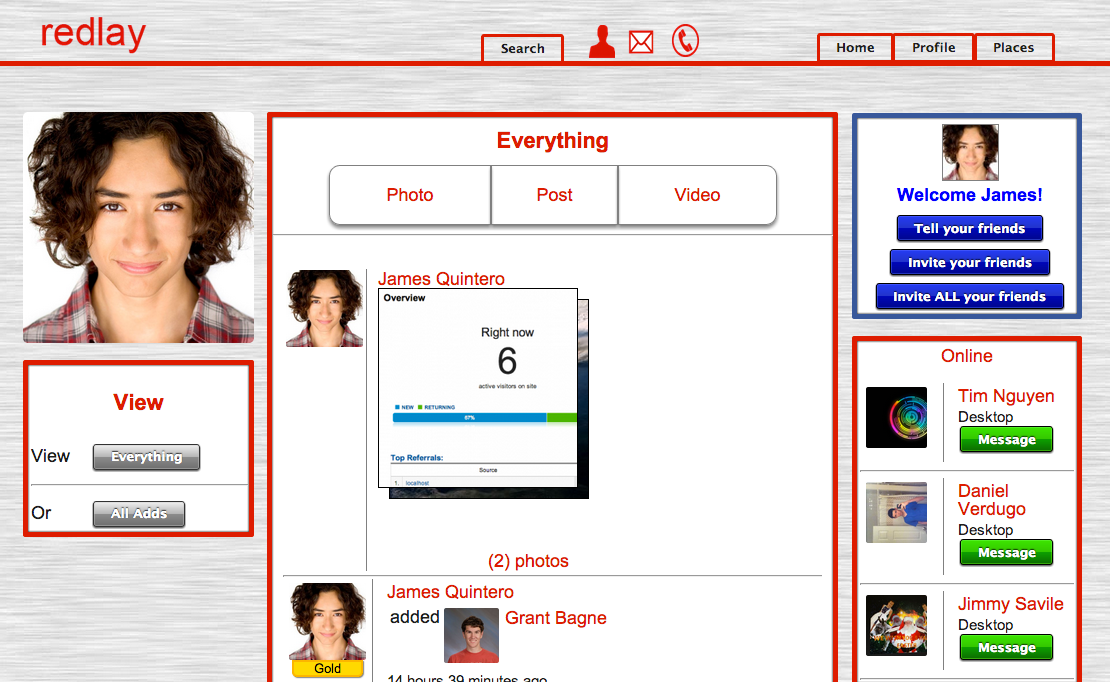 redlay
Search
Home
Profile
Places
View
View
Everything
Or
All Adds
Everything
Photo
Post
Video
James Quintero
Overview
Right now
6
active visitors on site
NEW RETURNING
67%
Top Referrals:
Source
1. localhost
(2) photos
James Quintero
added Grant Bagne
Gold
14 hours 39 minutes ago
Welcome James!
Tell your friends
Invite your friends
Invite ALL your friends
Online
Tim Nguyen
Desktop
Message
Daniel
Verdugo
Desktop
Message
Jimmy Savile
Desktop
Message